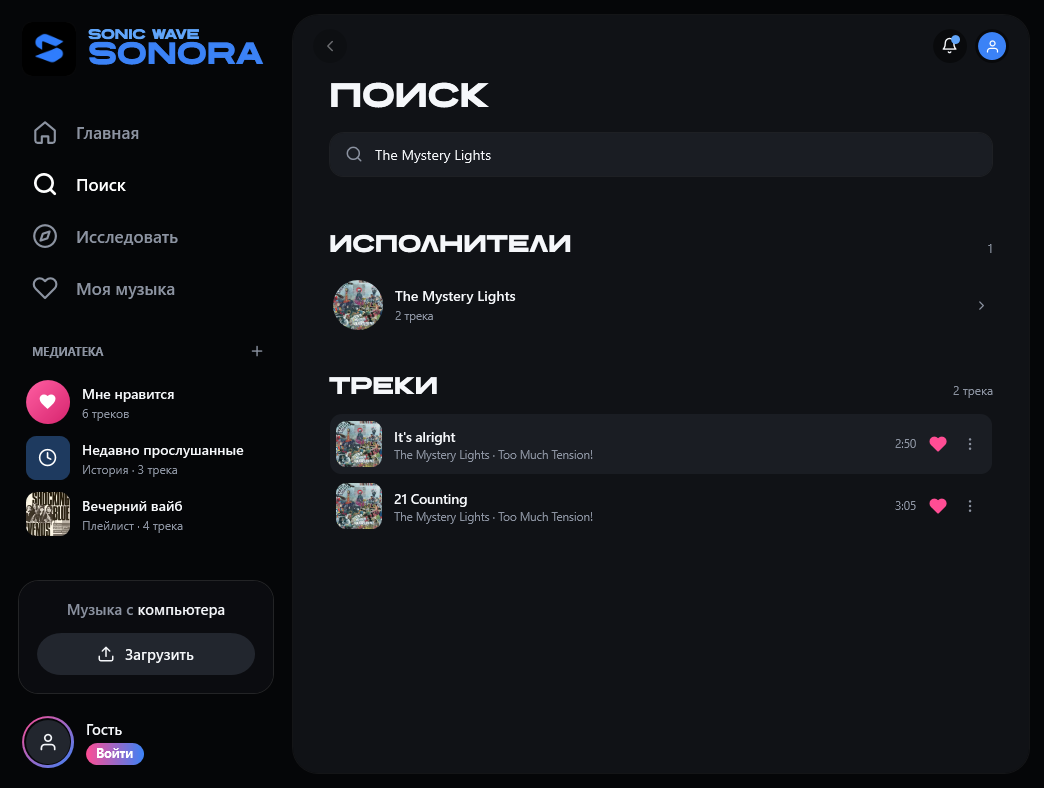 SONIC WAVE
SONORA
Главная
Поиск
Исследовать
Моя музыка
МЕДИАТЕКА
Мне нравится
6 треков
Недавно прослушанные
История · 3 трека
Вечерний вайб
Плейлист · 4 трека
Музыка с компьютера
Загрузить
Гость
Войти
ПОИСК
The Mystery Lights
ИСПОЛНИТЕЛИ
1
The Mystery Lights
2 трека
ТРЕКИ
2 трека
It's alright
The Mystery Lights · Too Much Tension!
2:50
21 Counting
The Mystery Lights · Too Much Tension!
3:05